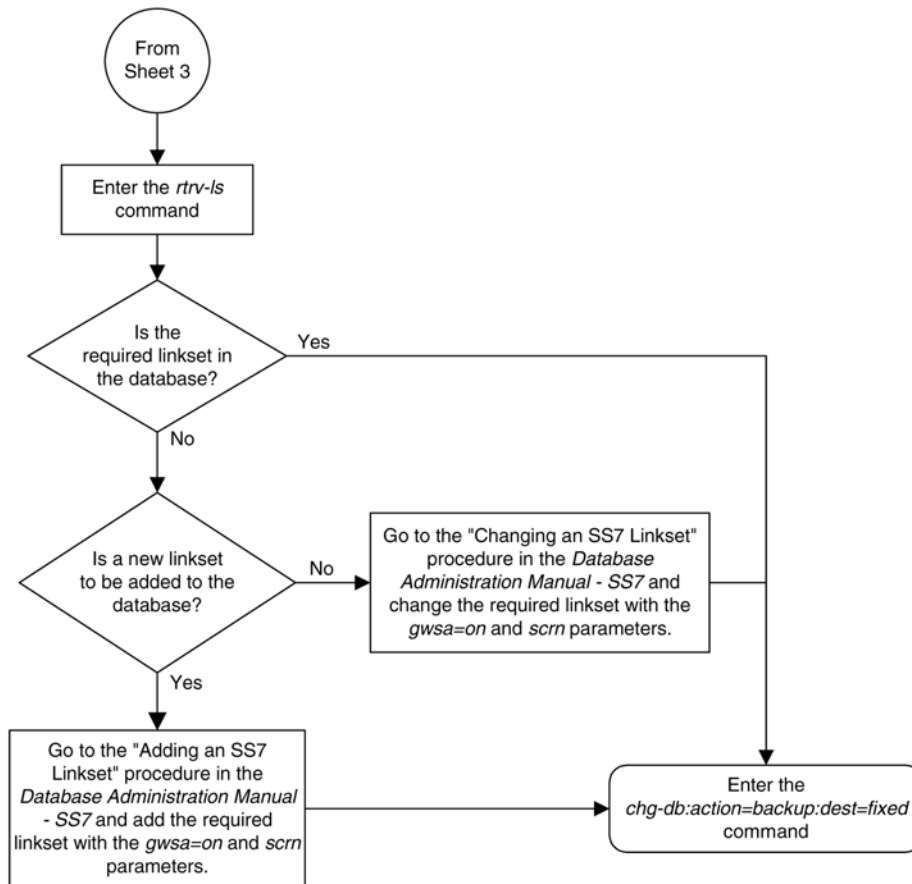 From
Sheet 3
Enter the rtrv-ls
command
Is the
required linkset in
the database?
Yes
No
Is a new linkset
to be added to the
database?
No
Go to the "Changing an SS7 Linkset"
procedure in the Database
Administration Manual - SS7 and
change the required linkset with the
gwsa=on and scrn parameters.
Yes
Go to the "Adding an SS7
Linkset" procedure in the
Database Administration Manual
- SS7 and add the required
linkset with the gwsa=on and scrn
parameters.
Enter the
chg-db:action=backup:dest=fixed
command